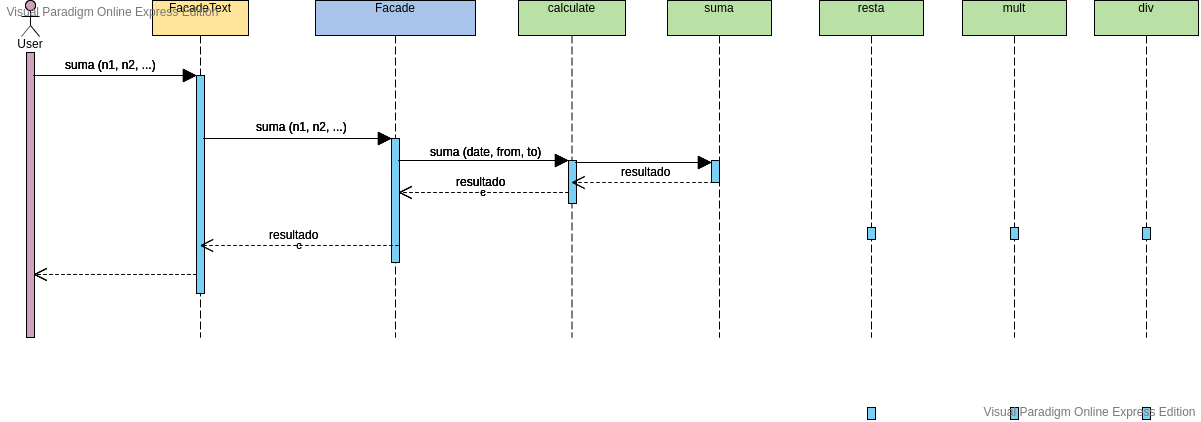 Visual Paradigm Online Express Edition
FacadeText
Facade
calculate
suma
resta
mult
div
User
suma (n1, n2, ...)
suma (n1, n2, ...)
suma (date, from, to)
resultado
resultado
c
resultado
c
Visual Paradigm Online Express Edition